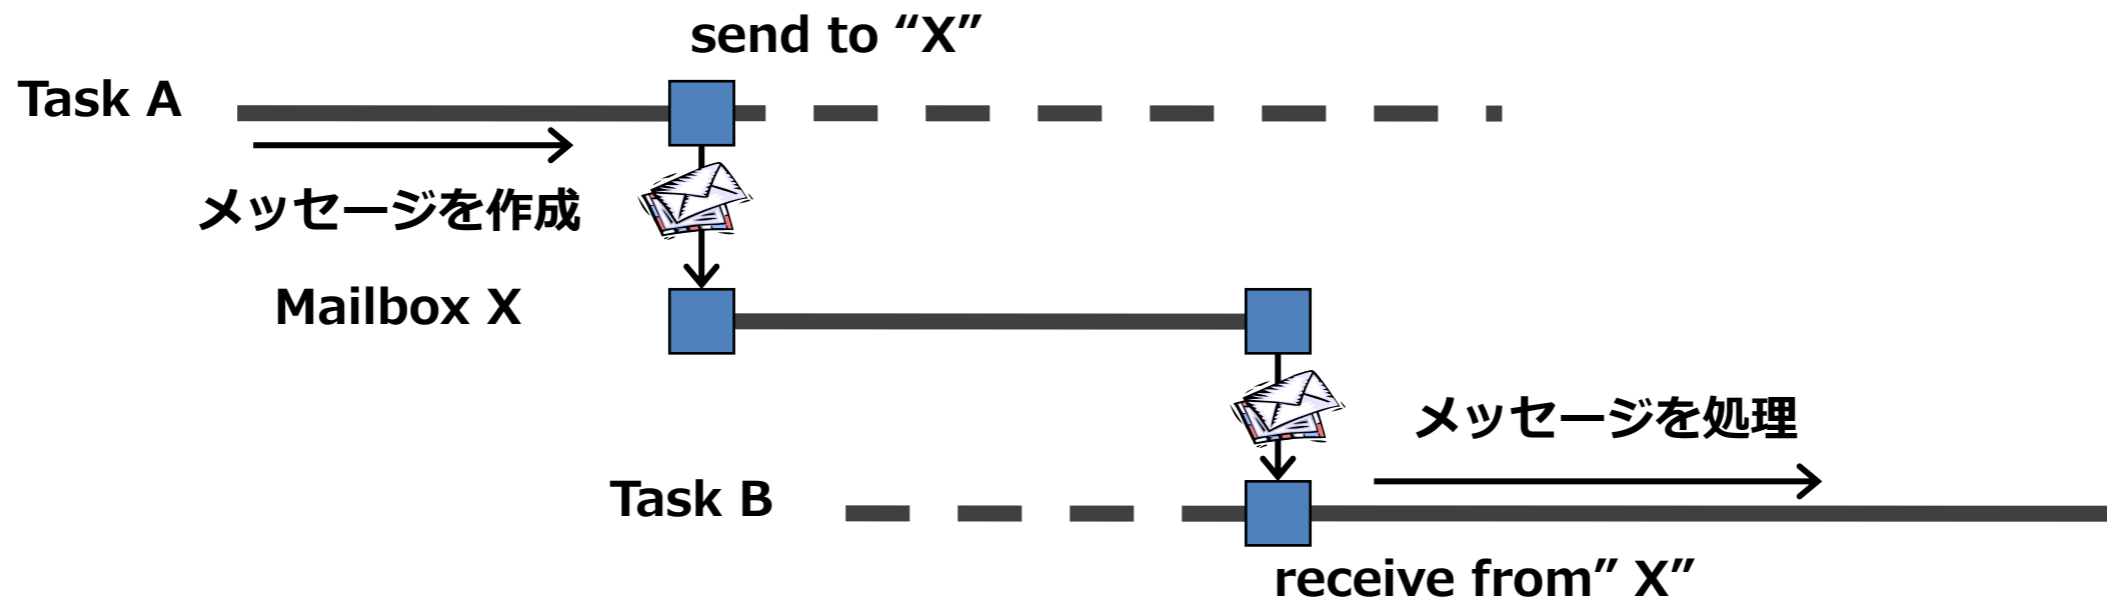 send to “X”
Task A
メッセージを作成
Mailbox X
メッセージを処理
Task B
receive from” X”